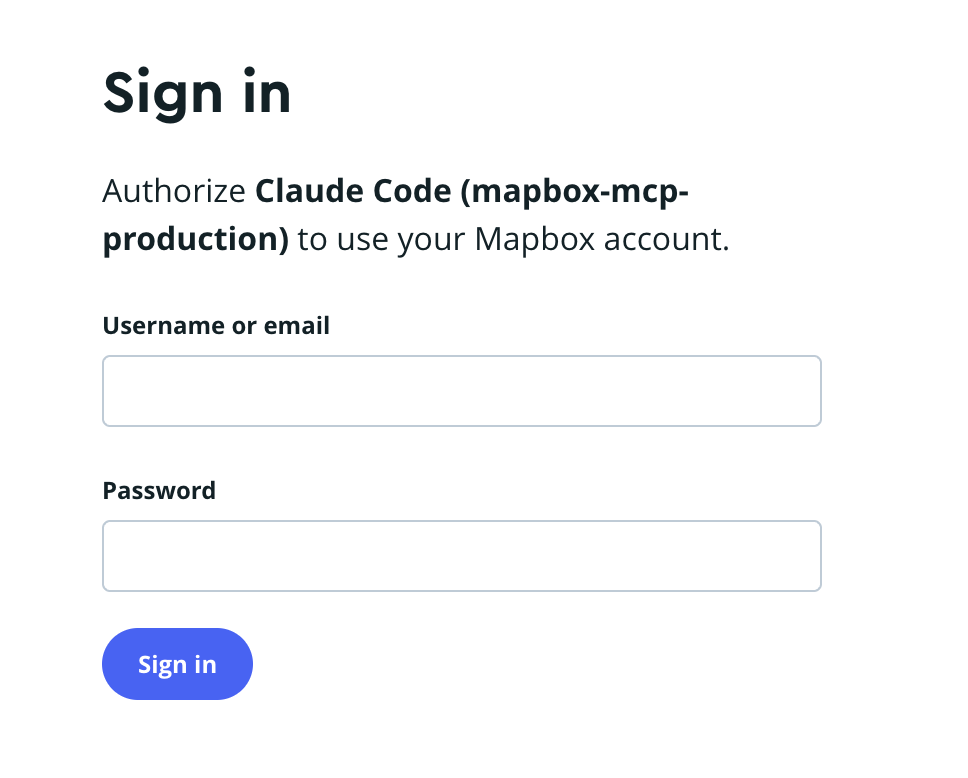 Sign in
Authorize Claude Code (mapbox-mcp-
production) to use your Mapbox account.
Username or email
Password
Sign in